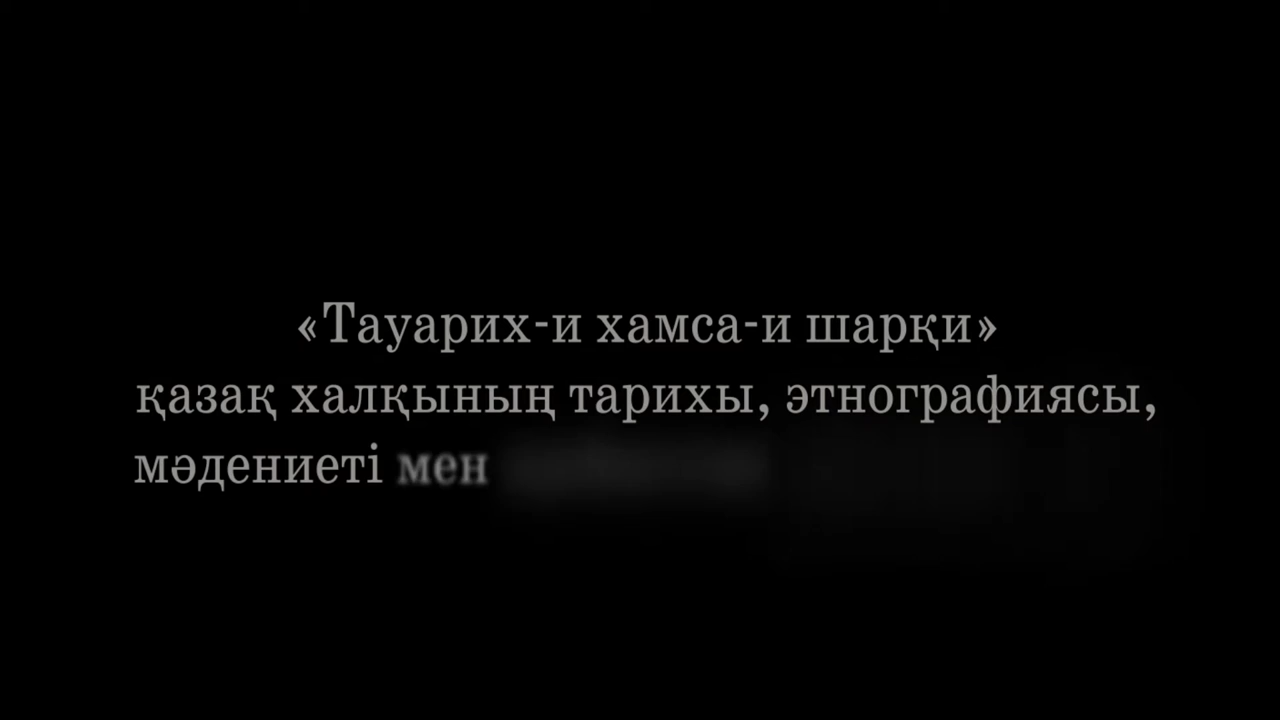 «Тауарих-и хамса-и шарқи»
қазақ халқының тарихы, этнографиясы,
мәдениеті мен